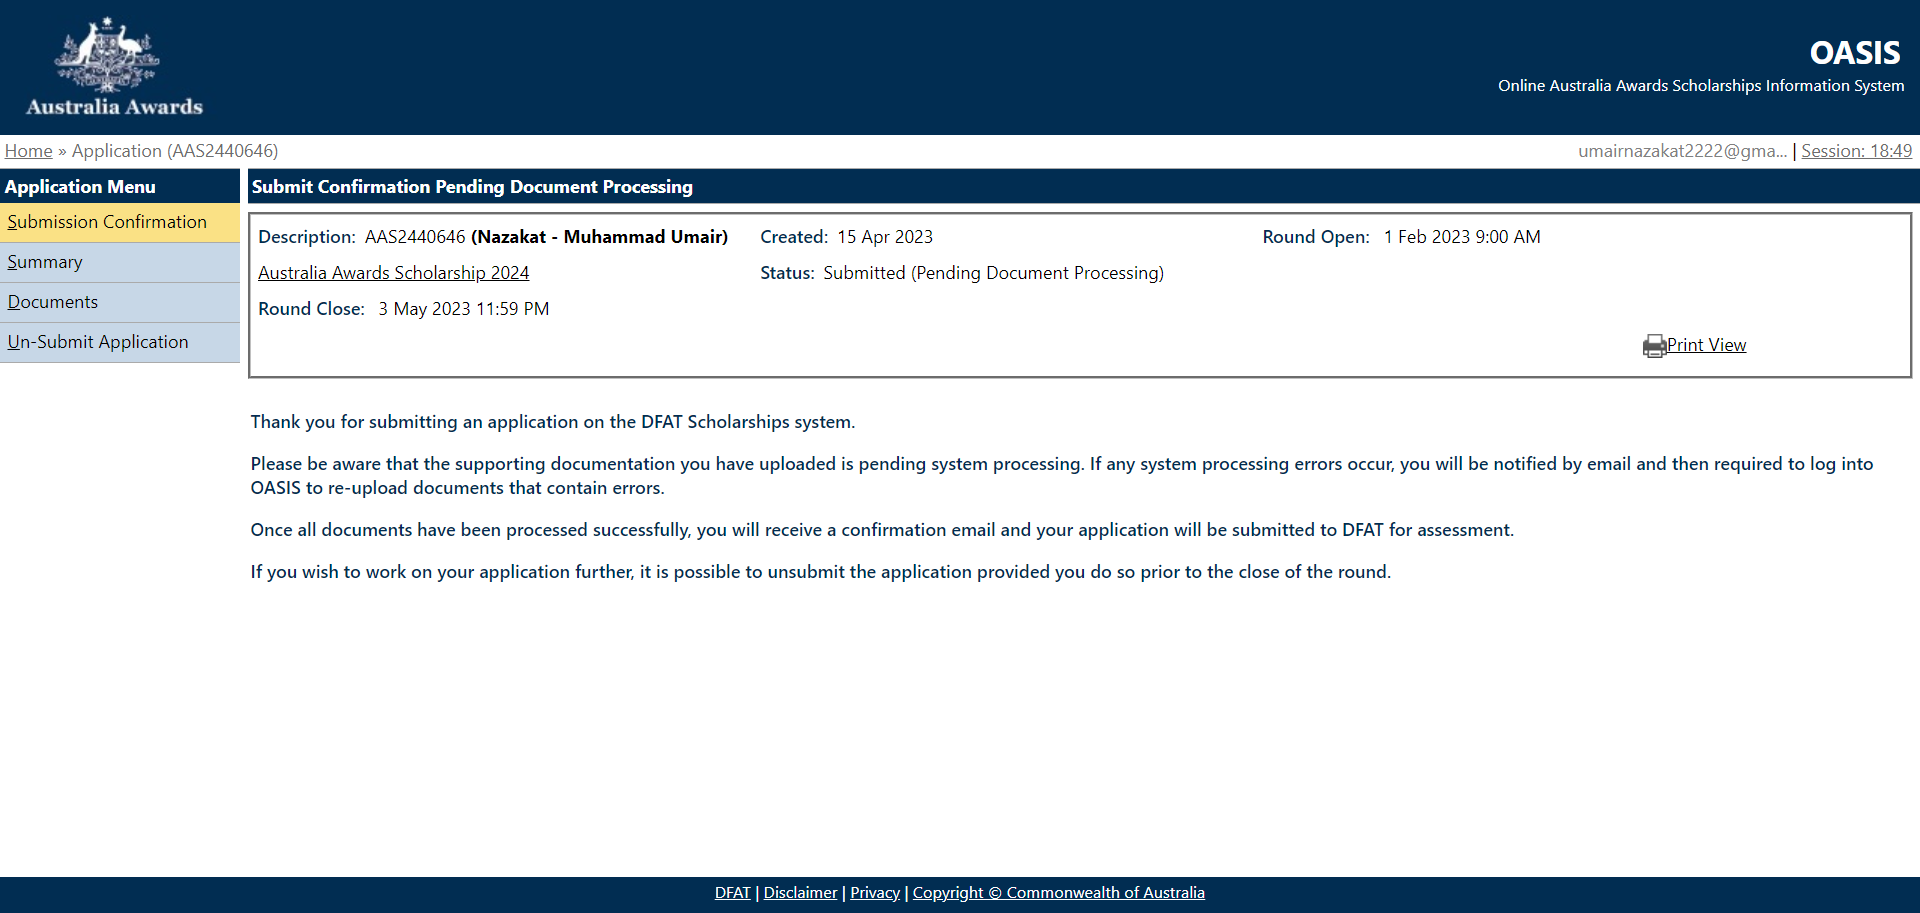 Australia Awards
OASIS
Online Australia Awards Scholarships Information System
Home » Application (AAS2440646)
umairnazakat2222@gma... | Session: 18:49
Application Menu
Submission Confirmation
Summary
Documents
Un-Submit Application
Submit Confirmation Pending Document Processing
Description: AAS2440646 (Nazakat - Muhammad Umair) Created: 15 Apr 2023 Round Open: 1 Feb 2023 9:00 AM
Australia Awards Scholarship 2024 Status: Submitted (Pending Document Processing)
Round Close: 3 May 2023 11:59 PM
Print View
Thank you for submitting an application on the DFAT Scholarships system.
Please be aware that the supporting documentation you have uploaded is pending system processing. If any system processing errors occur, you will be notified by email and then required to log into
OASIS to re-upload documents that contain errors.
Once all documents have been processed successfully, you will receive a confirmation email and your application will be submitted to DFAT for assessment.
If you wish to work on your application further, it is possible to unsubmit the application provided you do so prior to the close of the round.
DFAT | Disclaimer | Privacy | Copyright © Commonwealth of Australia